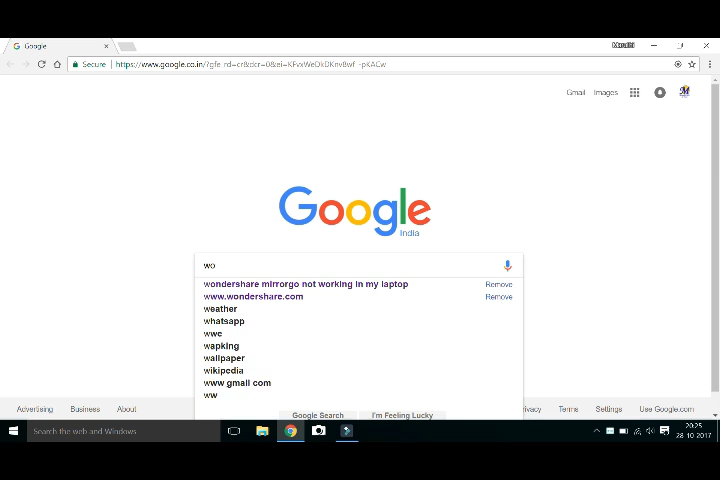 Google
Secure
https://www.google.co.in/?gfe_rd=cr&dcr=0&ei=
Gmail Images
Google
India
wo
wondershare mirrorgo not working in my laptop Remove
www.wondershare.com Remove
weather
whatsapp
wwe
wapking
wallpaper
wikipedia
www gmail com
ww
Google Search I'm Feeling Lucky
Advertising Business About
Terms Settings Use Google.com
Search the web and Windows
20:25
28-10-2017